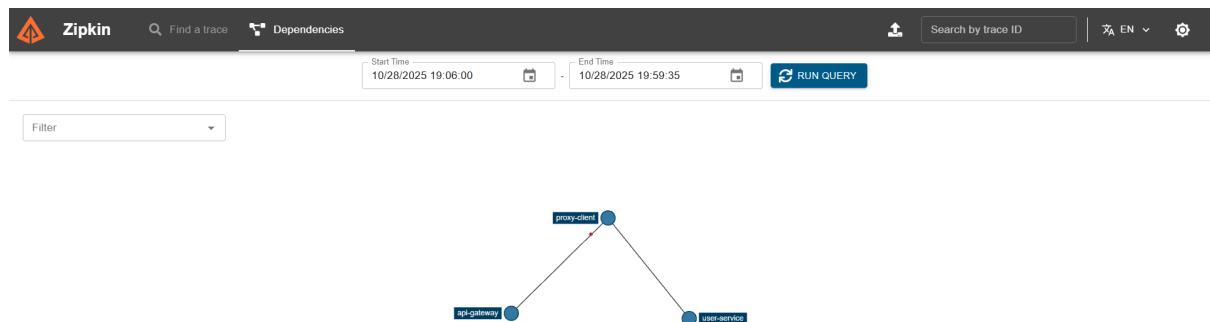 Zipkin Find a trace Dependencies Search by trace ID EN
Start Time End Time
10/28/2025 19:06:00 - 10/28/2025 19:59:35 RUN QUERY
Filter
proxy-client
api-gateway user-service